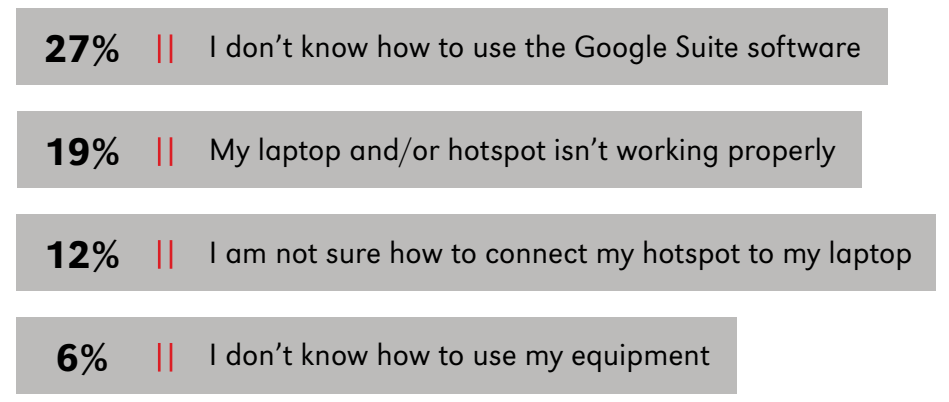 27% || I don't know how to use the Google Suite software
19% || My laptop and/or hotspot isn't working properly
12% || I am not sure how to connect my hotspot to my laptop
6% || I don't know how to use my equipment